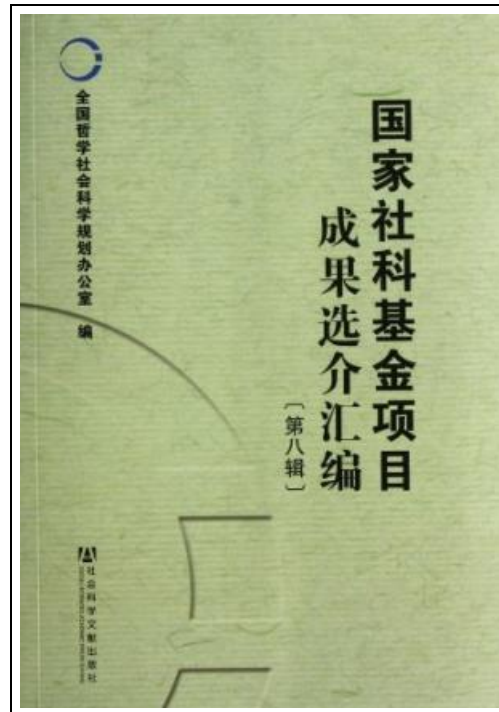 国家社科基金项目
成果选介汇编
〔第八辑〕
全国哲学社会科学规划办公室 编
社会科学文献出版社